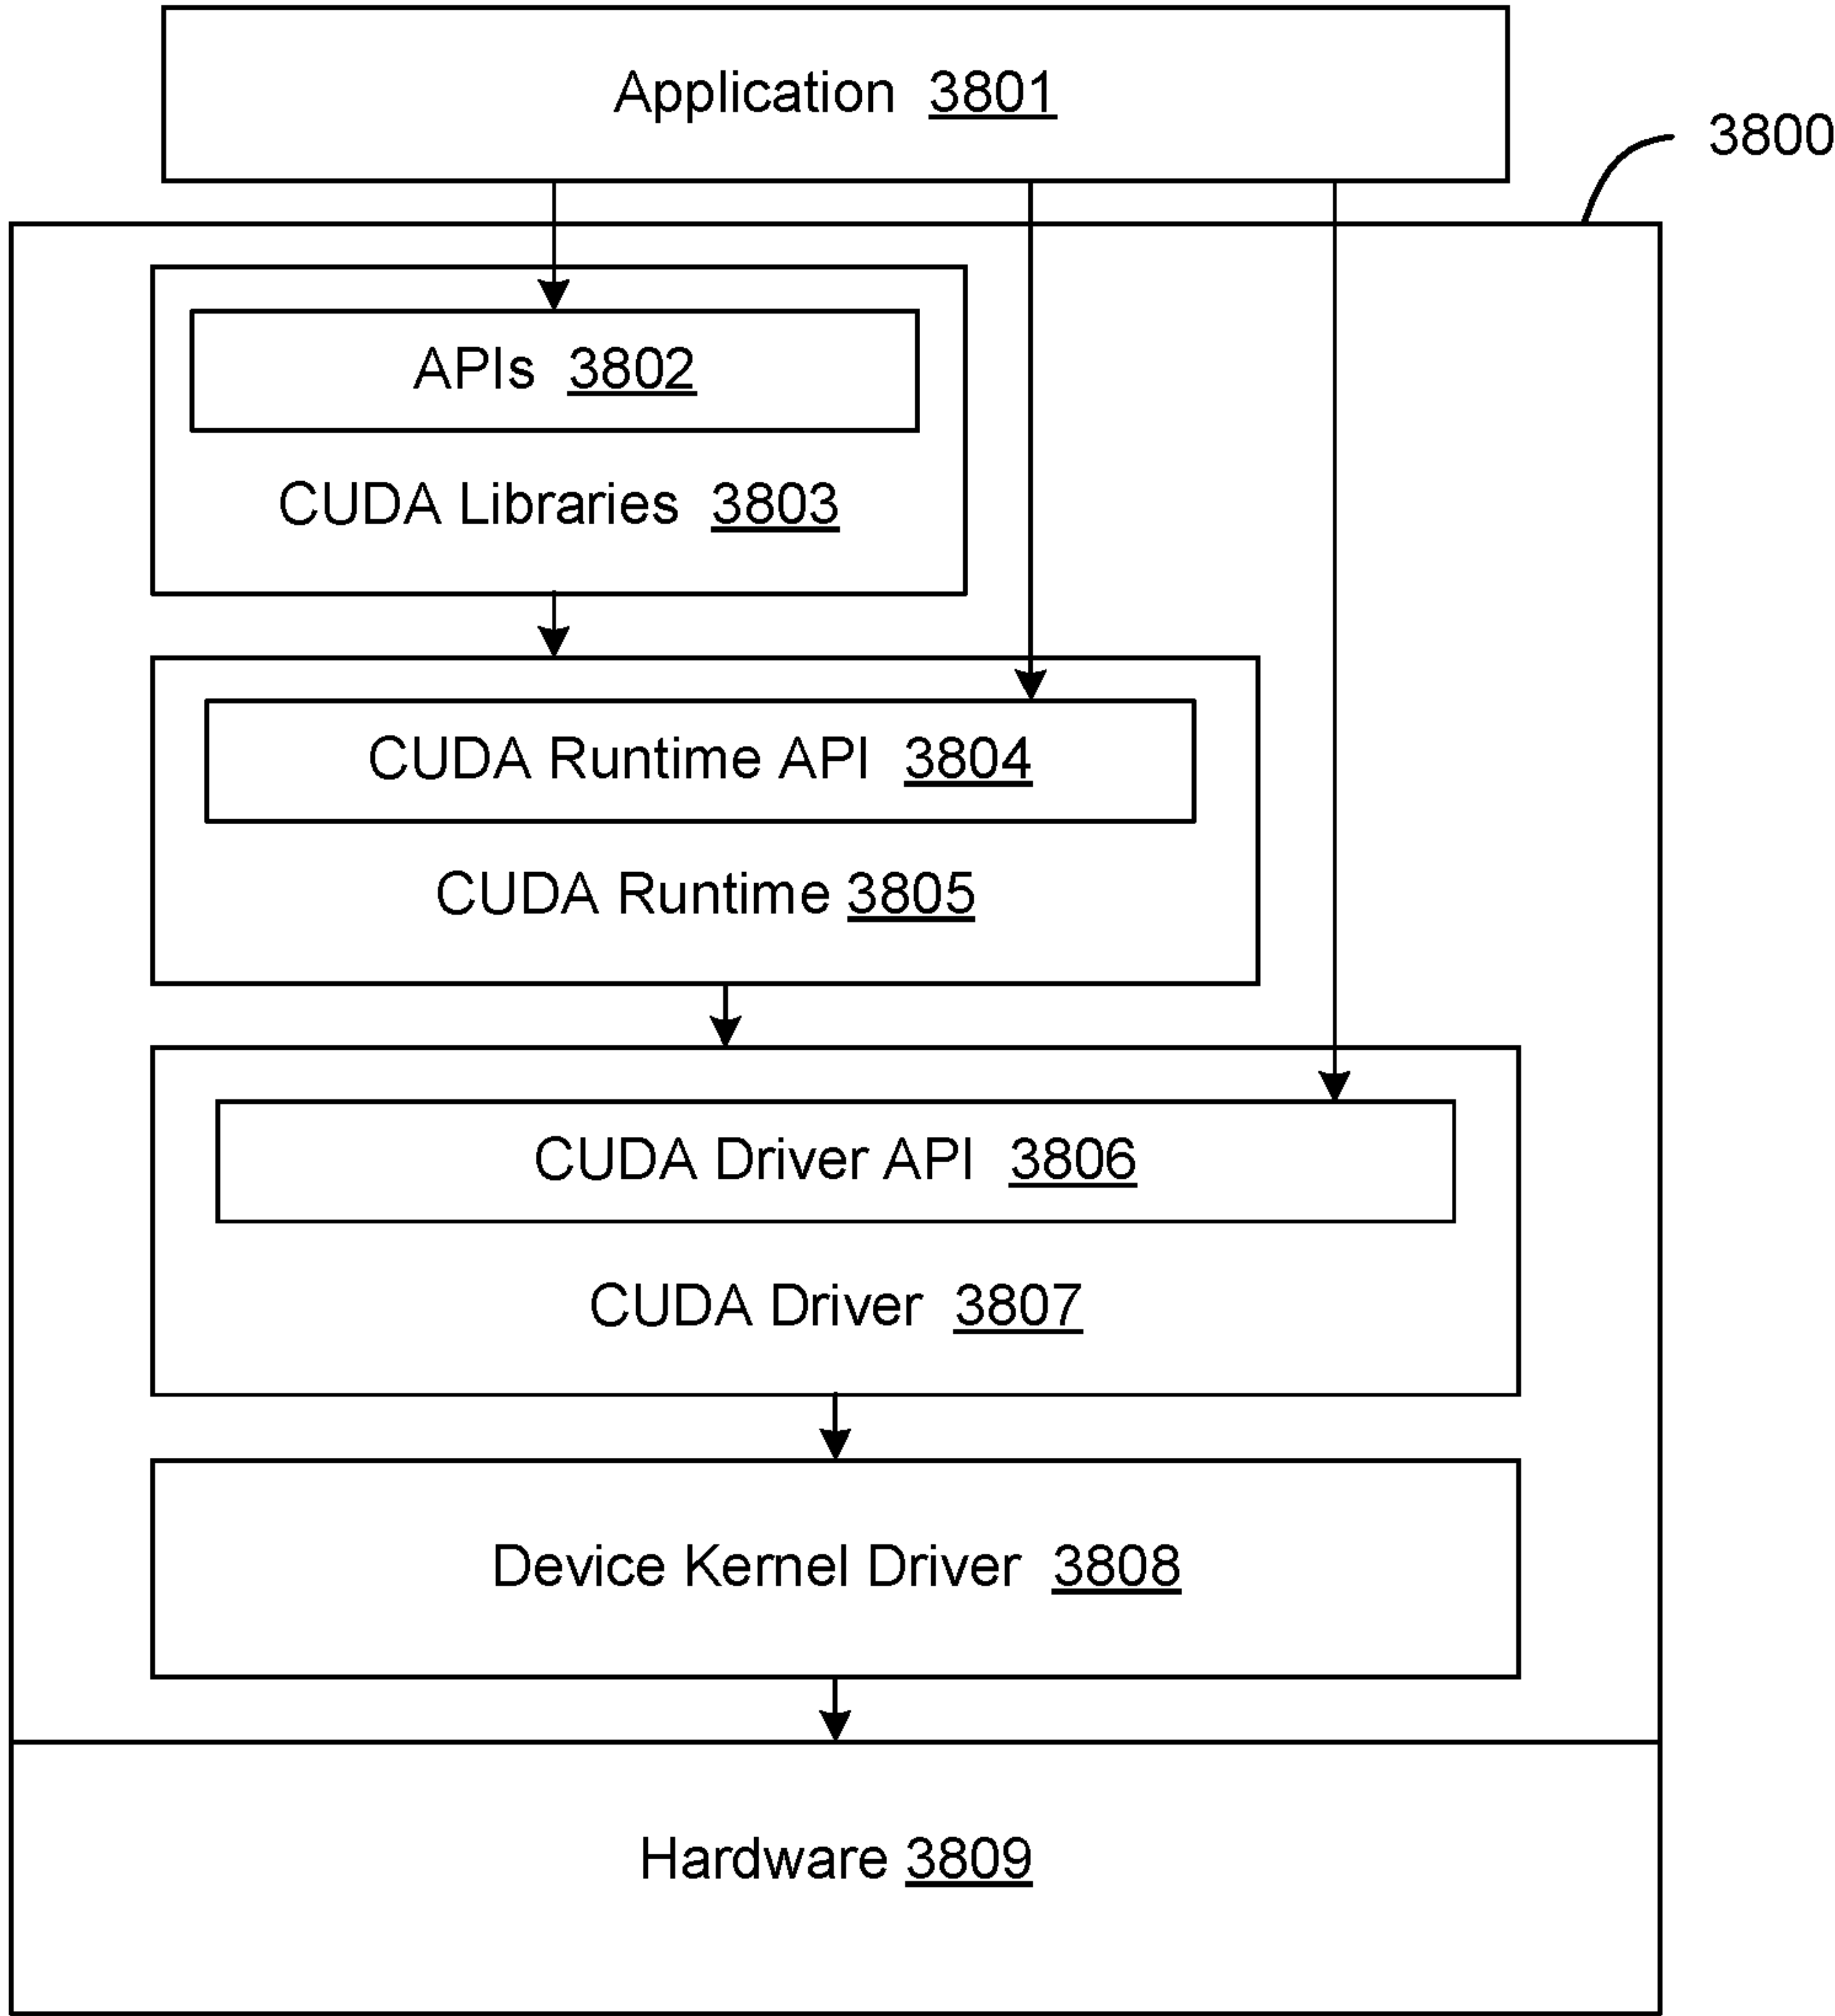 Application 3801
3800
APIs 3802
CUDA Libraries 3803
CUDA Runtime API 3804
CUDA Runtime 3805
CUDA Driver API 3806
CUDA Driver 3807
Device Kernel Driver 3808
Hardware 3809